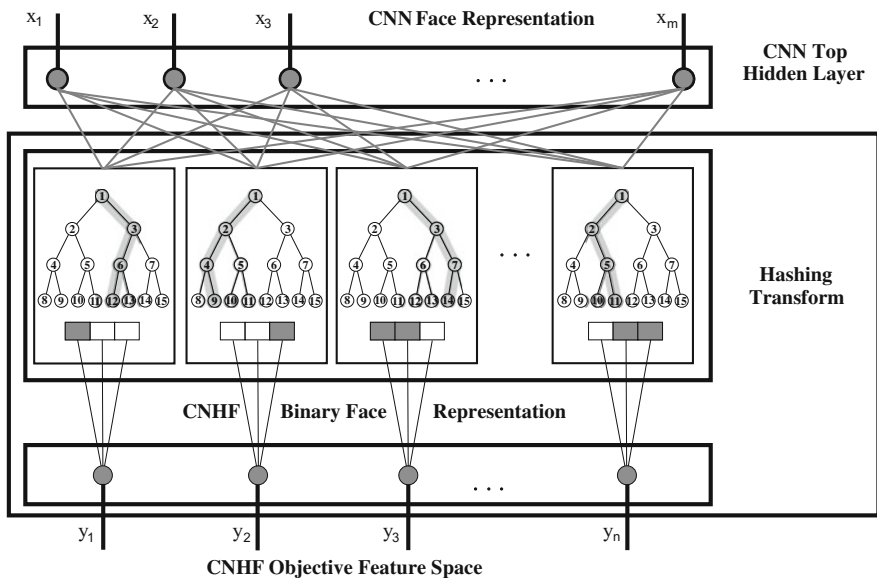 x1 x2 x3 CNN Face Representation xm
CNN Top
Hidden Layer
. . .
1 1 1 1
2 3 2 3 2 3 2 3
4 5 6 7 4 5 6 7 4 5 6 7 4 5 6 7
8 9 10 11 12 13 14 15 8 9 10 11 12 13 14 15 8 9 10 11 12 13 14 15 8 9 10 11 12 13 14 15
. . .
Hashing
Transform
CNHF Binary Face Representation
. . .
y1 y2 y3 yn
CNHF Objective Feature Space